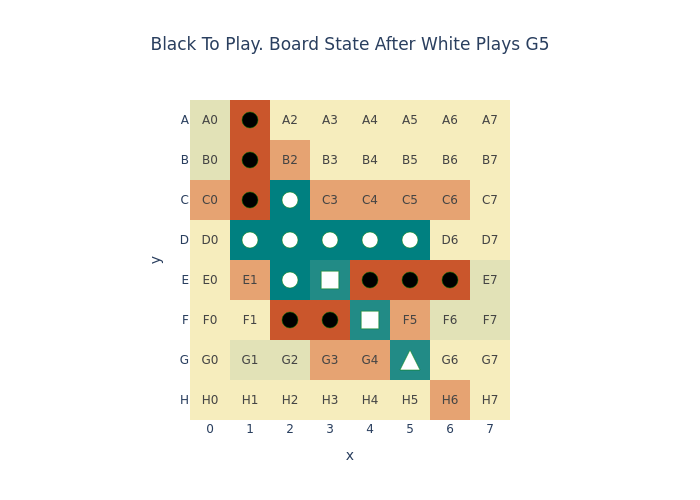 Black To Play. Board State After White Plays G5
A A0 A2 A3 A4 A5 A6 A7
B B0 B2 B3 B4 B5 B6 B7
C C0 C3 C4 C5 C6 C7
D D0 D6 D7
y
E E0 E1 E7
F F0 F1 F5 F6 F7
G G0 G1 G2 G3 G4 G6 G7
H H0 H1 H2 H3 H4 H5 H6 H7
0 1 2 3 4 5 6 7
x